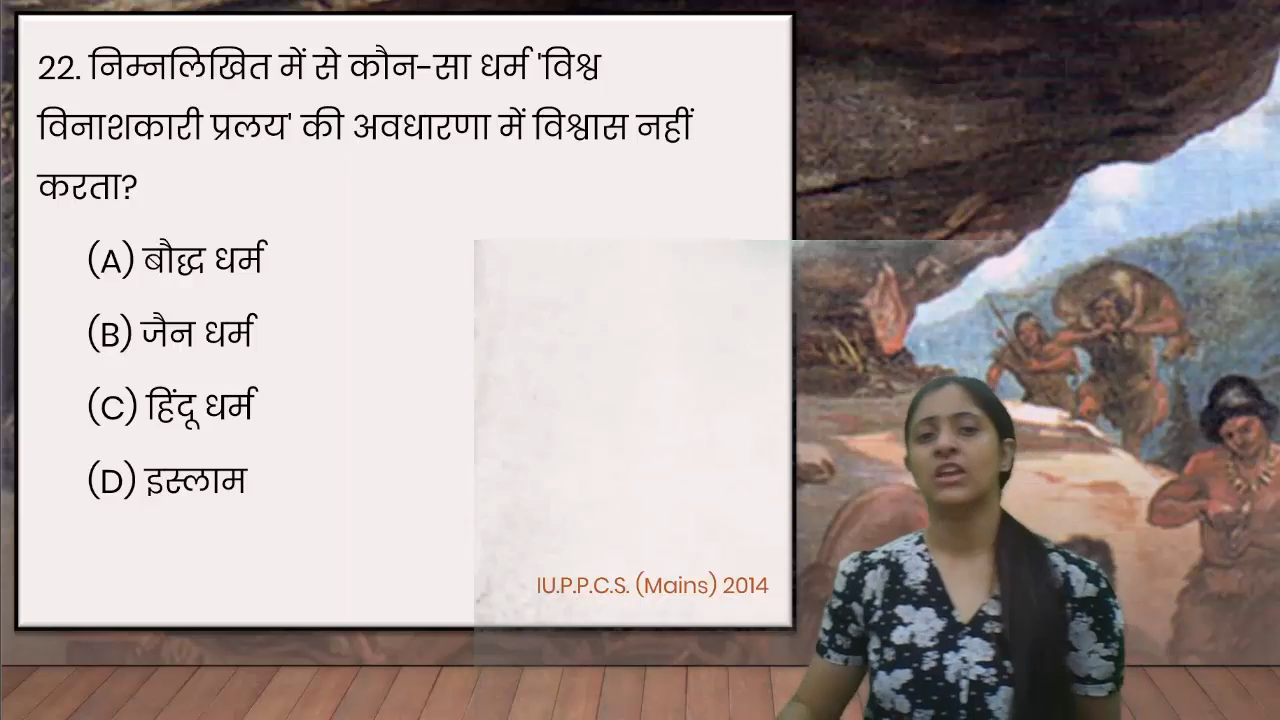 22. निम्नलिखित में से कौन-सा धर्म 'विश्व
विनाशकारी प्रलय' की अवधारणा में विश्वास नहीं
करता?
(A) बौद्ध धर्म
(B) जैन धर्म
(C) हिंदू धर्म
(D) इस्लाम
IU.P.P.C.S. (Mains) 2014